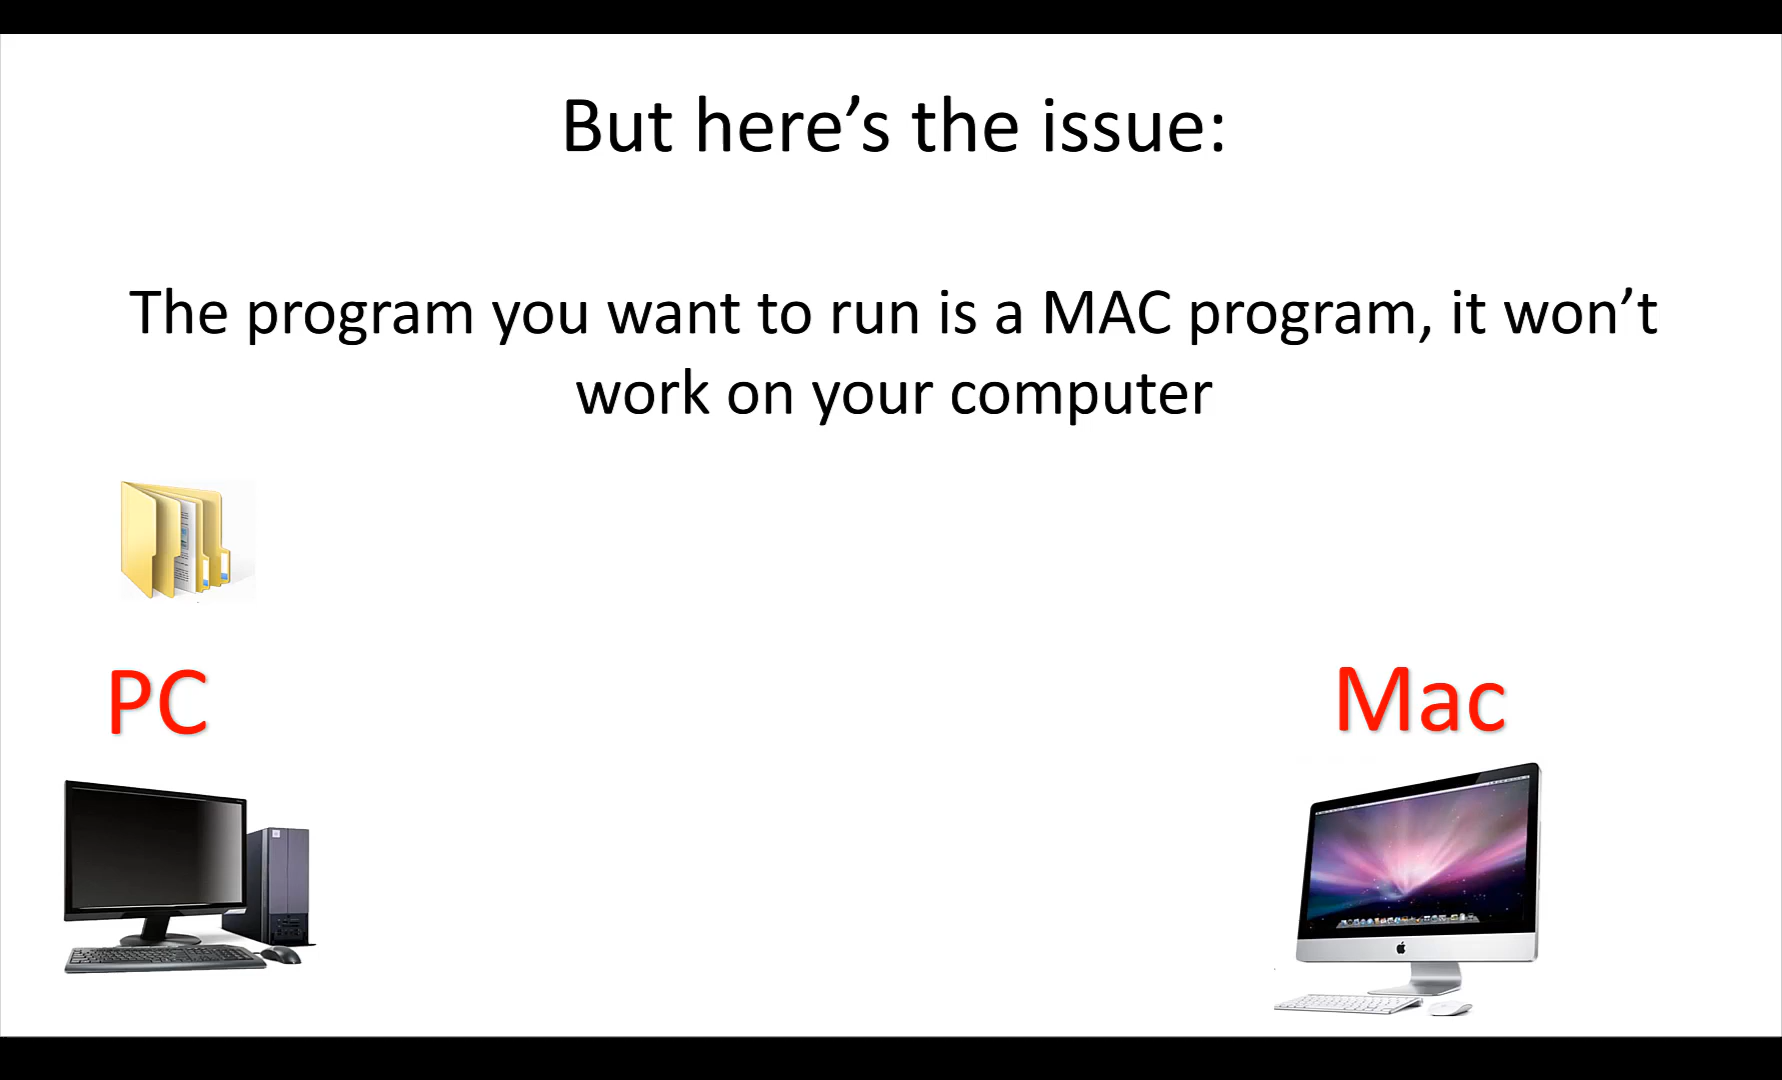 But here’s the issue:
The program you want to run is a MAC program, it won’t
work on your computer
PC
Mac